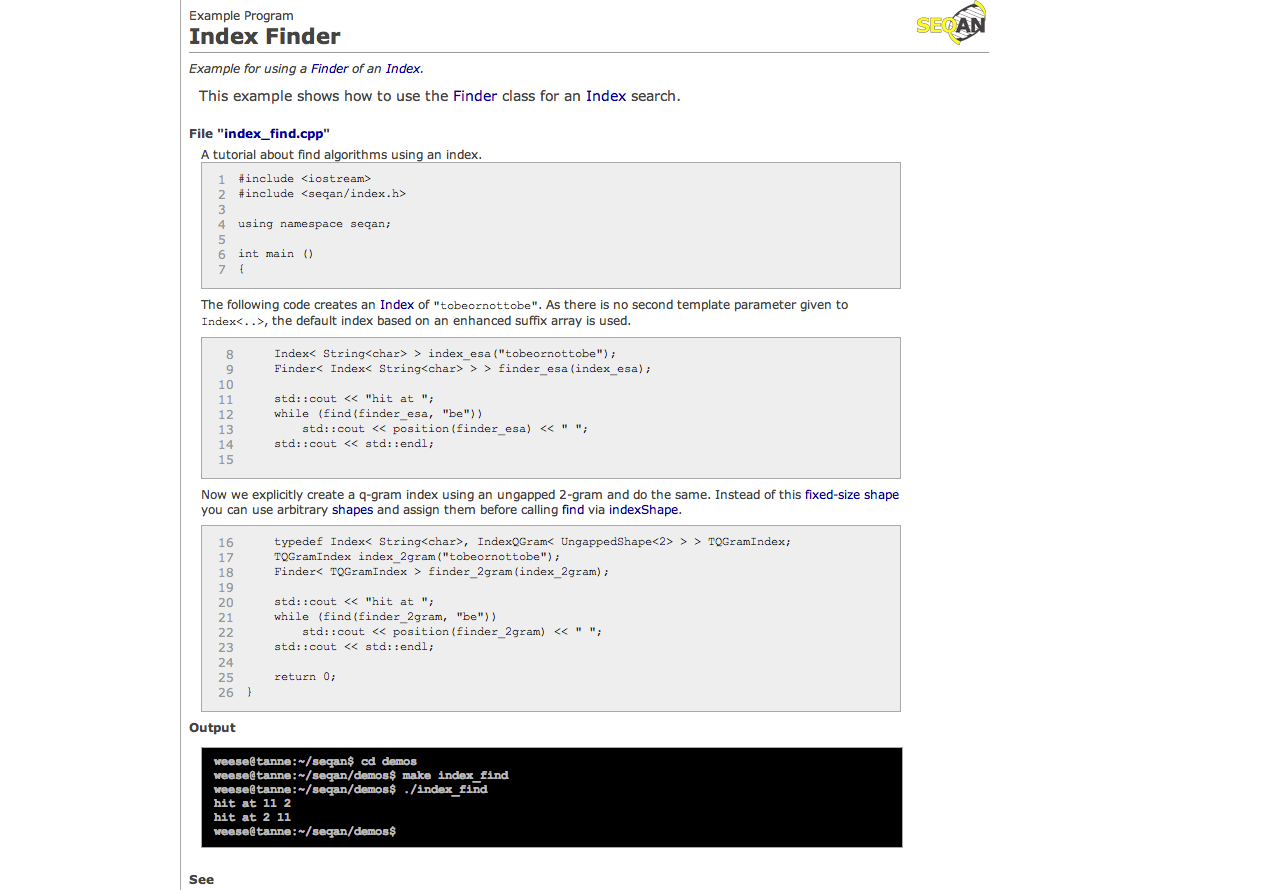 Example Program
SEQAN
Index Finder
Example for using a Finder of an Index.
This example shows how to use the Finder class for an Index search.
File "index_find.cpp"
A tutorial about find algorithms using an index.
1 #include <iostream>
2 #include <seqan/index.h>
3
4 using namespace seqan;
5
6 int main ()
7 {
The following code creates an Index of "tobeornottobe". As there is no second template parameter given to
Index<..>, the default index based on an enhanced suffix array is used.
8 Index< String<char> > index_esa("tobeornottobe");
9 Finder< Index< String<char> > > finder_esa(index_esa);
10
11 std::cout << "hit at ";
12 while (find(finder_esa, "be"))
13 std::cout << position(finder_esa) << " ";
14 std::cout << std::endl;
15
Now we explicitly create a q-gram index using an ungapped 2-gram and do the same. Instead of this fixed-size shape
you can use arbitrary shapes and assign them before calling find via indexShape.
16 typedef Index< String<char>, IndexQGram< UngappedShape<2> > > TQGramIndex;
17 TQGramIndex index_2gram("tobeornottobe");
18 Finder< TQGramIndex > finder_2gram(index_2gram);
19
20 std::cout << "hit at ";
21 while (find(finder_2gram, "be"))
22 std::cout << position(finder_2gram) << " ";
23 std::cout << std::endl;
24
25 return 0;
26 }
Output
weese@tanne:~/seqan$ cd demos
weese@tanne:~/seqan/demos$ make index_find
weese@tanne:~/seqan/demos$ ./index_find
hit at 11 2
hit at 2 11
weese@tanne:~/seqan/demos$
See